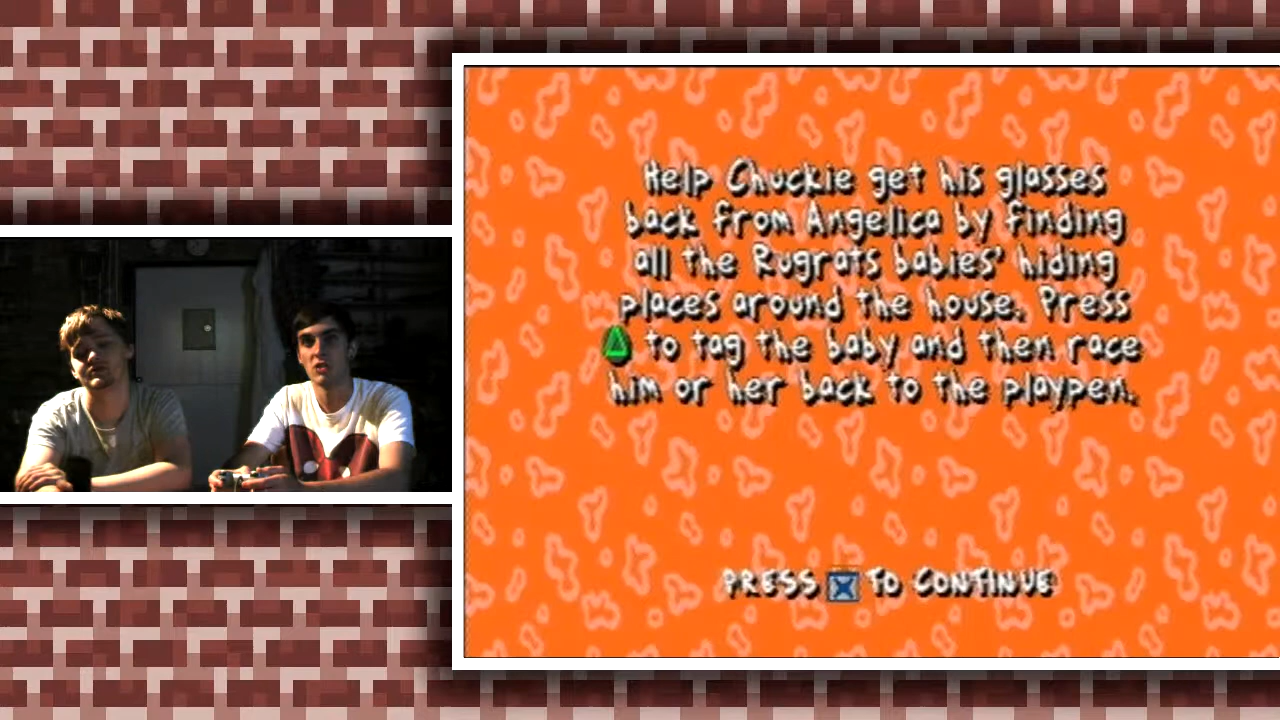 Help Chuckie get his glasses
back from Angelica by finding
all the Rugrats babies' hiding
places around the house. Press
△ to tag the baby and then race
him or her back to the playpen.
PRESS X TO CONTINUE